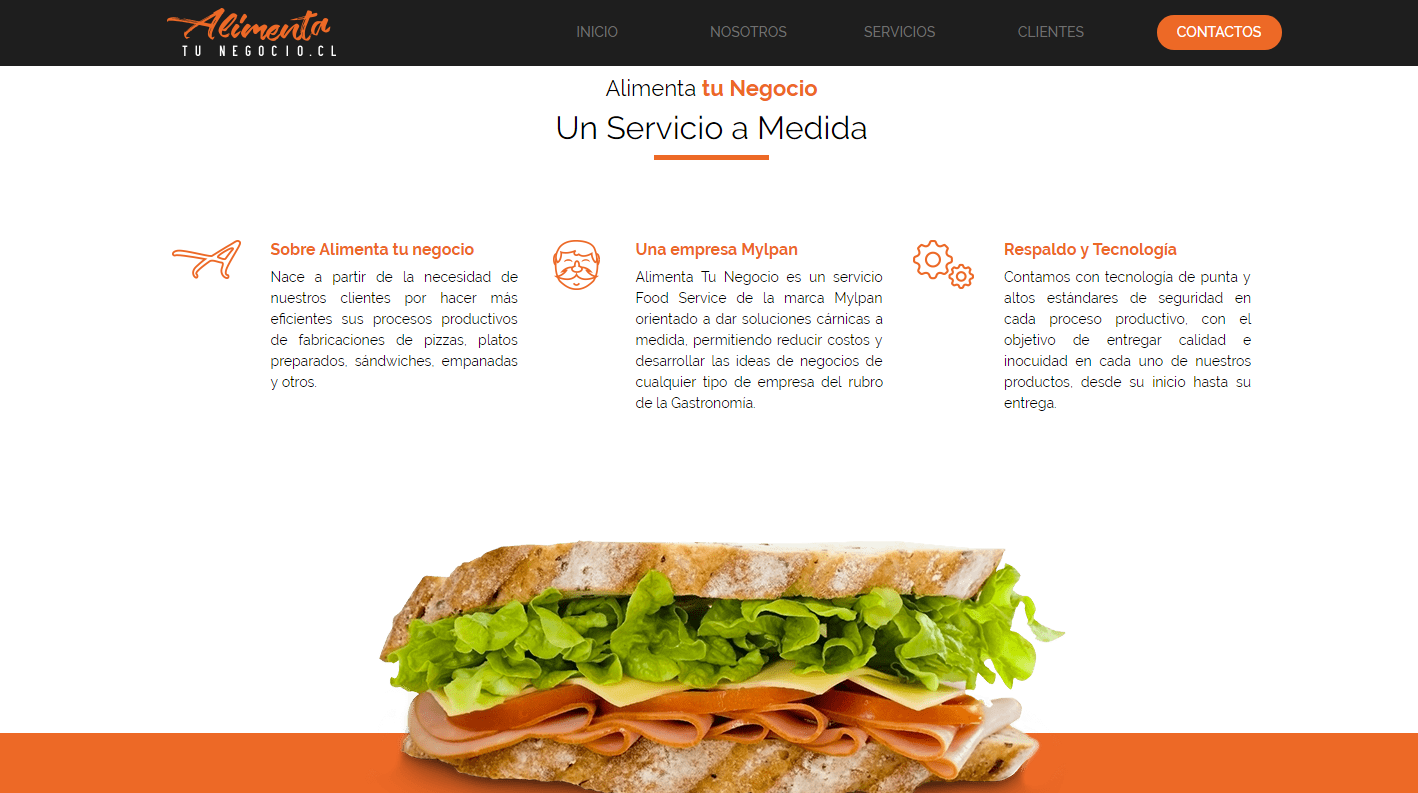 Alimenta
TU NEGOCIO.CL
INICIO
NOSOTROS
SERVICIOS
CLIENTES
CONTACTOS
Alimenta tu Negocio
Un Servicio a Medida
Sobre Alimenta tu negocio
Nace a partir de la necesidad de
nuestros clientes por hacer más
eficientes sus procesos productivos
de fabricaciones de pizzas, platos
preparados, sándwiches, empanadas
y otros.
Una empresa Mylpan
Alimenta Tu Negocio es un servicio
Food Service de la marca Mylpan
orientado a dar soluciones cárnicas a
medida, permitiendo reducir costos y
desarrollar las ideas de negocios de
cualquier tipo de empresa del rubro
de la Gastronomía.
Respaldo y Tecnología
Contamos con tecnología de punta y
altos estándares de seguridad en
cada proceso productivo, con el
objetivo de entregar calidad e
inocuidad en cada uno de nuestros
productos, desde su inicio hasta su
entrega.